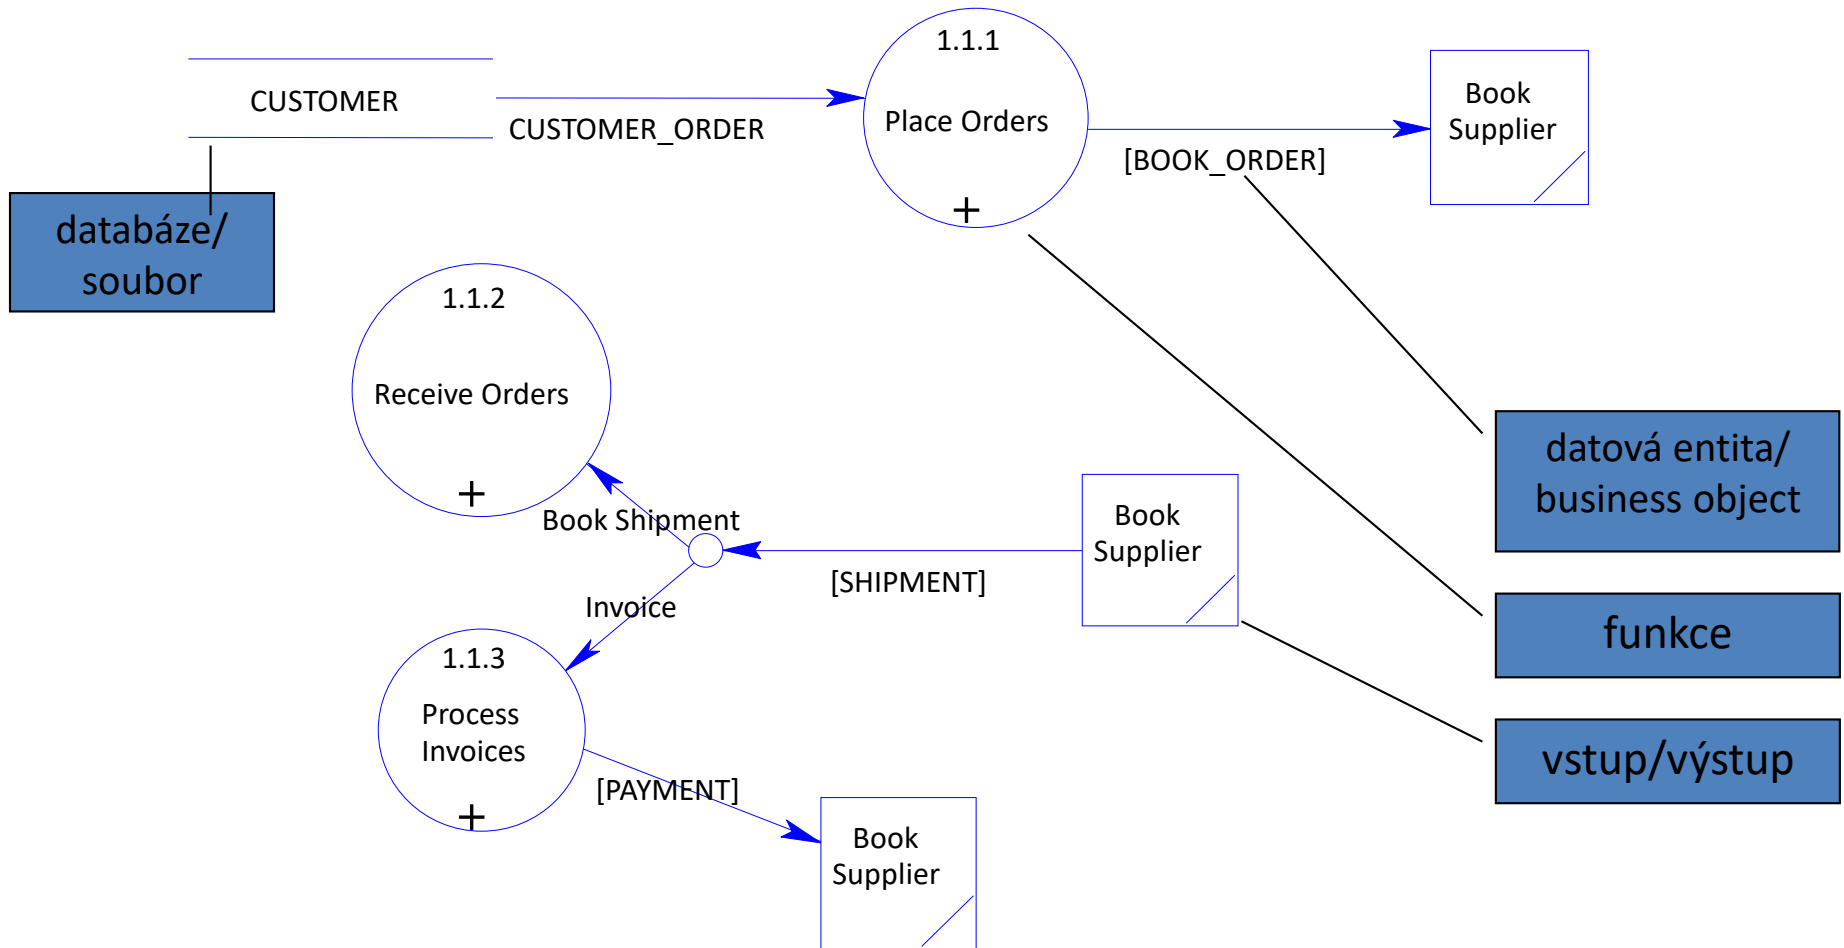 1.1.1
CUSTOMER
CUSTOMER_ORDER
Place Orders
+
[BOOK_ORDER]
Book
Supplier
databáze/
soubor
1.1.2
Receive Orders
+
Book Shipment
[SHIPMENT]
Book
Supplier
Invoice
1.1.3
Process
Invoices
+
[PAYMENT]
Book
Supplier
datová entita/
business object
funkce
vstup/výstup